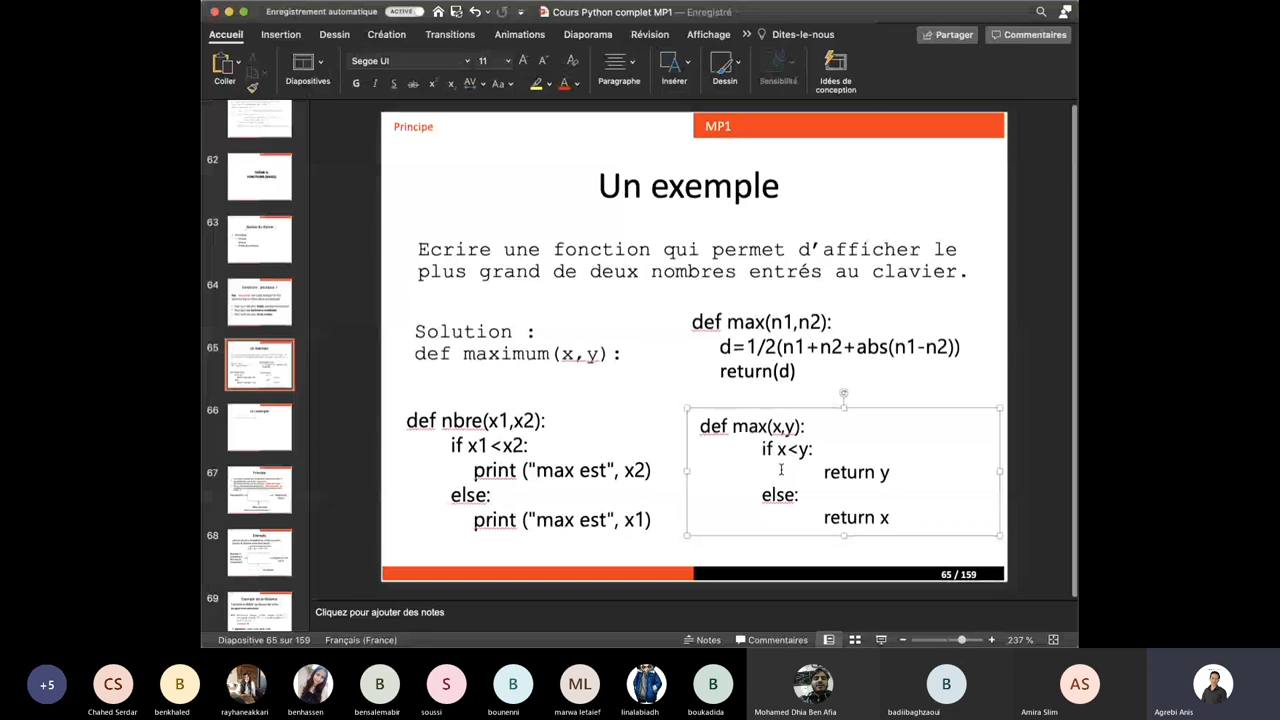 Enregistrement automatique ACTIVÉ Cours Python complet MP1 — Enregistré
Accueil Insertion Dessin Création Transitions Animations Diaporama Révision Affichage Dites-le-nous Partager Commentaires
Coller Diapositives Segoe UI 11 Paragraphe Insérer Dessin Sensibilité Idées de conception
G I S ab x² x₂ AV Aa A
62
63
64
65
66
67
68
69
Principe MP1
Un exemple
Ecrire une fonction qui permet d’afficher le
plus grand de deux nombres entrés au clavier.
Solution :
def maximum(x,y):
def max(n1,n2):
d=1/2(n1+n2+abs(n1-n2))
return(d)
def nbre(x1,x2):
if x1<x2:
print ("max est", x2)
else:
print ("max est", x1)
def max(x,y):
if x<y:
return y
else:
return x
65 / 159
Cliquez pour ajouter des notes
Diapositive 65 sur 159 Français (France) Notes Commentaires 237 %
+5 CS B B S B ML B B AS
Chahed Serdar benkhaled rayhaneakkari benhassen bensalemabir soussi bounenni marwa letaief linalabiadh boukadida Mohamed Dhia Ben Afia badiibaghzaoui Amira Slim Agrebi Anis